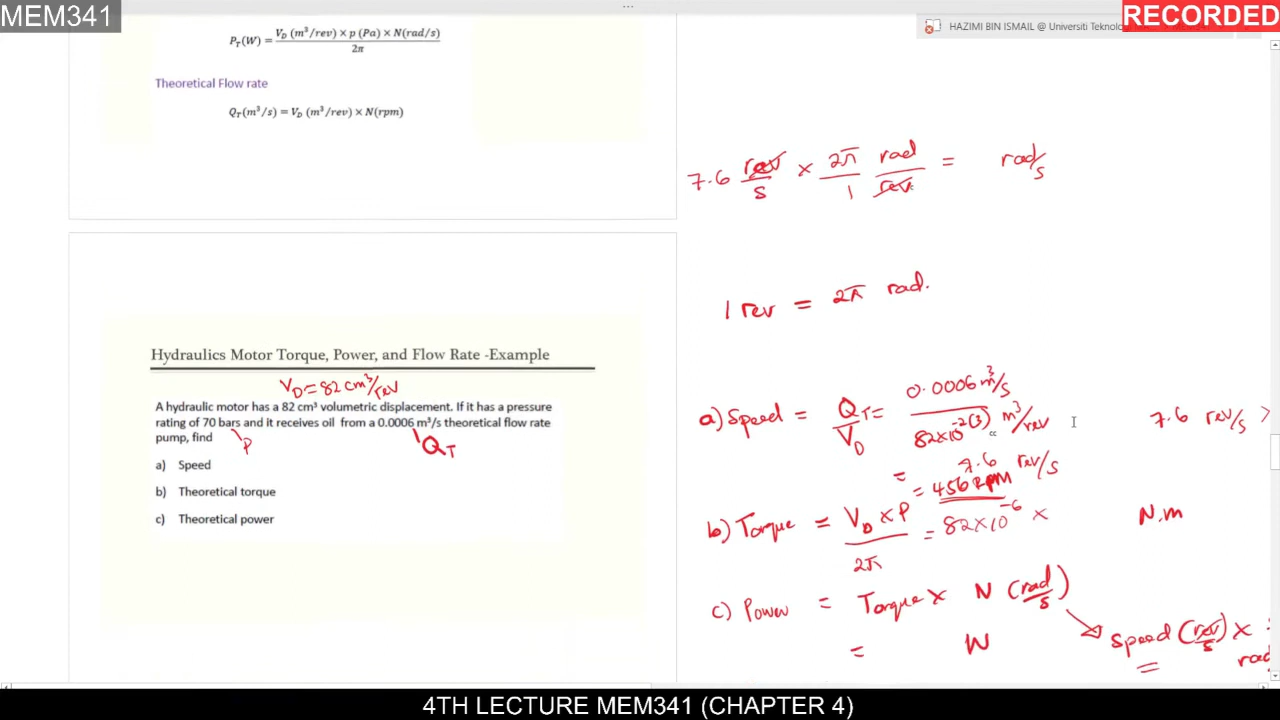 MEM341
RECORDED
HAZIMI BIN ISMAIL @ Universiti Teknolog
P_T(W) = V_D (m³/rev) × p (Pa) × N(rad/s) / 2π
Theoretical Flow rate
Q_T(m³/s) = V_D (m³/rev) × N(rpm)
Hydraulics Motor Torque, Power, and Flow Rate -Example
V_D = 82 cm³/rev
A hydraulic motor has a 82 cm³ volumetric displacement. If it has a pressure
rating of 70 bars and it receives oil from a 0.0006 m³/s theoretical flow rate
pump, find
P
Q_T
a) Speed
b) Theoretical torque
c) Theoretical power
7.6 rev/s × 2π/1 rad/rev = rad/s
1 rev = 2π rad.
a) Speed = Q_T/V_D = 0.0006 m³/s / 82×10^-2(3) m³/rev
7.6 rev/s >
= 7.6 rev/s
= 456 RPM
b) Torque = V_D × P / 2π = 82×10^-6 × N.m
c) Power = Torque × N (rad/s)
Speed (rev/s) ×
= W
= rad
4TH LECTURE MEM341 (CHAPTER 4)